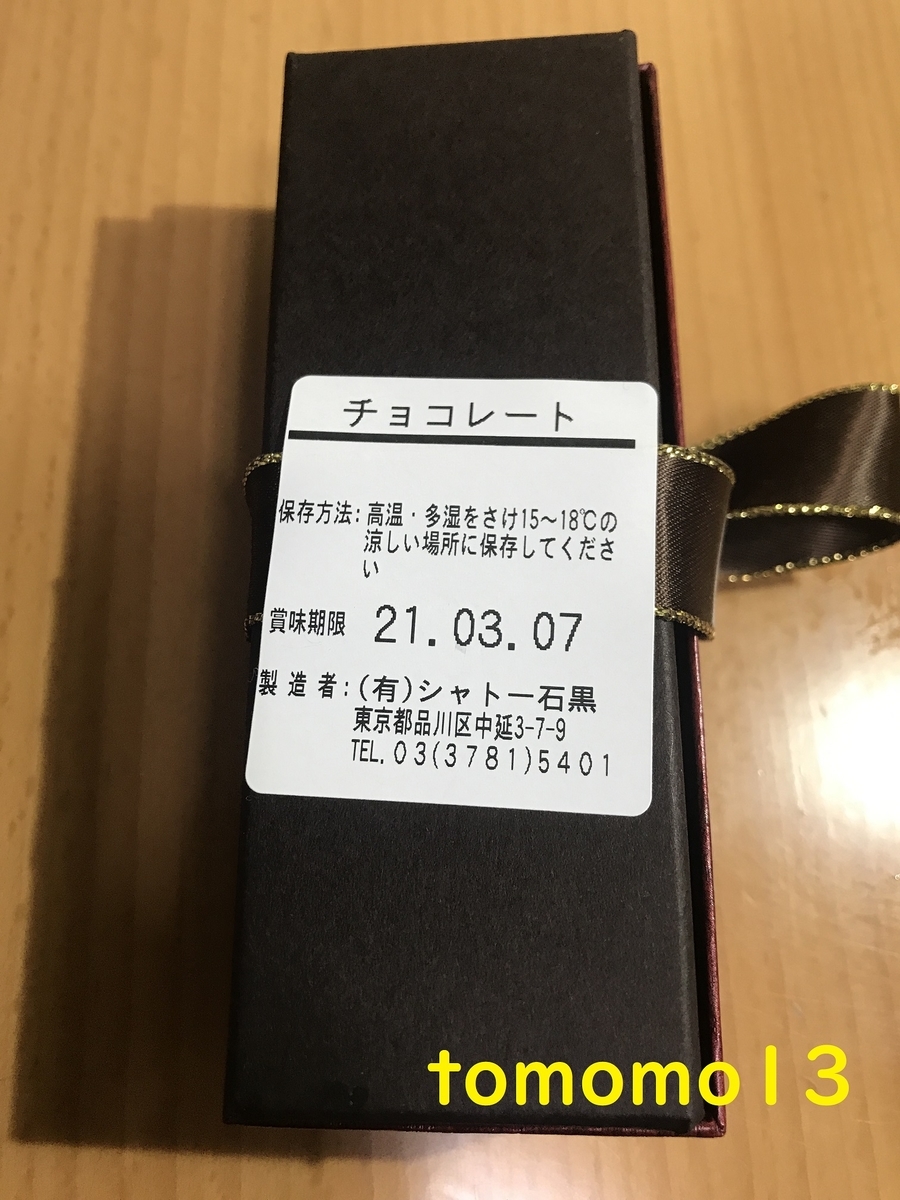 チョコレート
保存方法:高温・多湿をさけ15～18℃の
涼しい場所に保存してくださ
い
賞味期限 21.03.07
製造者:(有)シャトー石黒
東京都品川区中延3-7-9
TEL.03(3781)5401
tomomo13